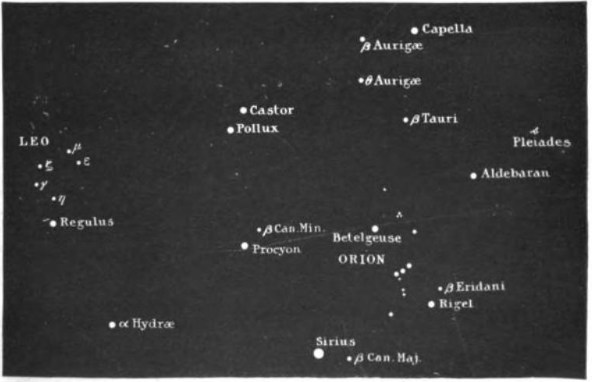 Capella
β Aurigæ
θ Aurigæ
Castor
Pollux
β Tauri
Pleiades
LEO
μ
ε
ζ
γ
η
Aldebaran
Regulus
β Can. Min.
Betelgeuse
Procyon
ORION
β Eridani
Rigel
α Hydræ
Sirius
β Can. Maj.